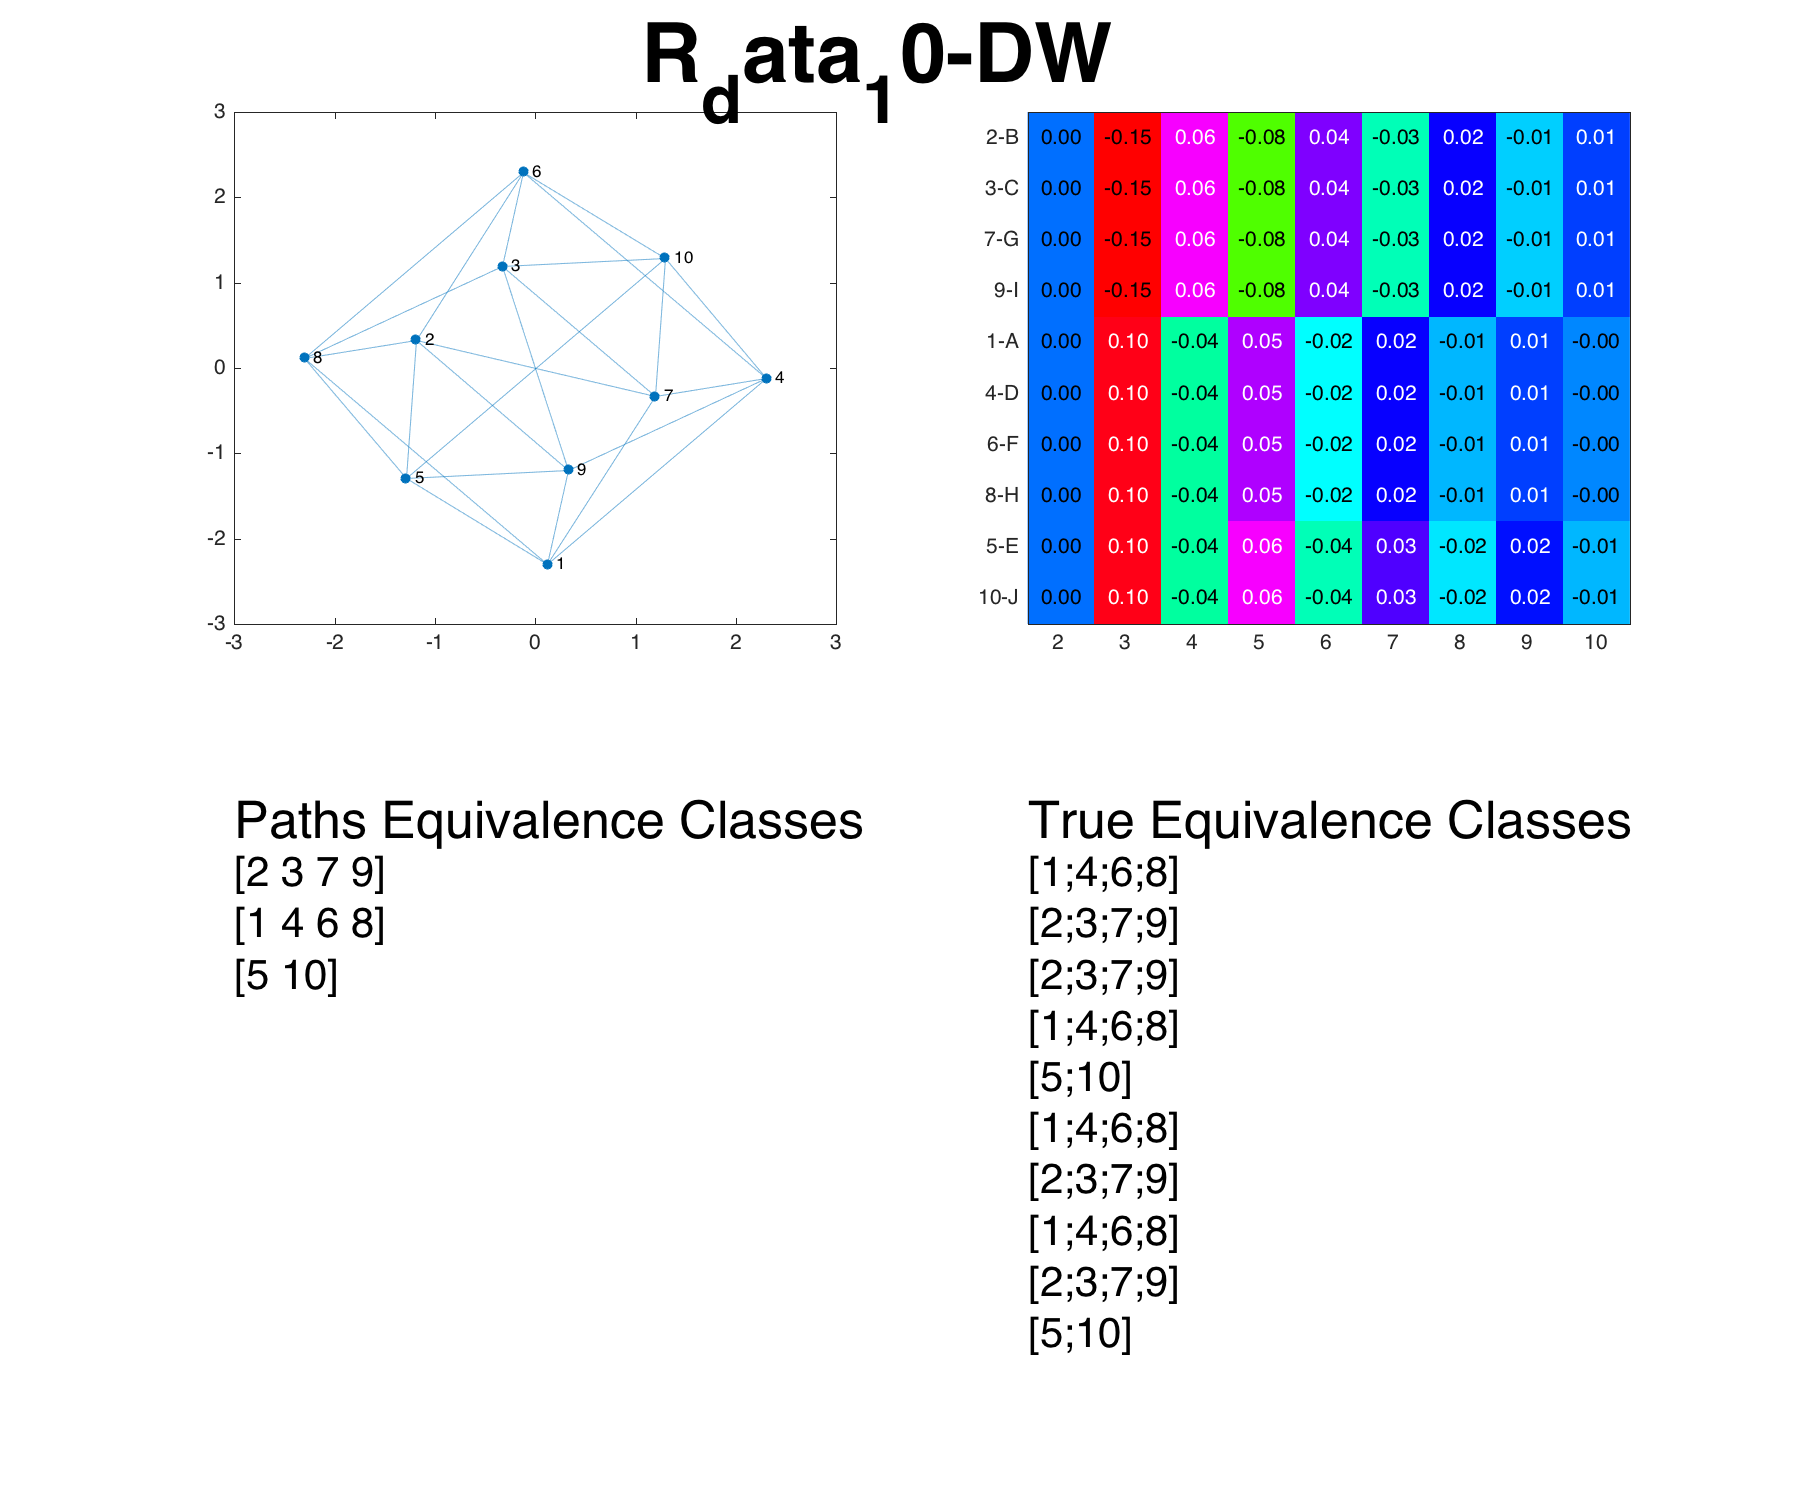 R_data_10-DW
3
2
1
0
-1
-2
-3
-3 -2 -1 0 1 2 3
6
10
3
2
8
4
7
9
5
1
2-B 0.00 -0.15 0.06 -0.08 0.04 -0.03 0.02 -0.01 0.01
3-C 0.00 -0.15 0.06 -0.08 0.04 -0.03 0.02 -0.01 0.01
7-G 0.00 -0.15 0.06 -0.08 0.04 -0.03 0.02 -0.01 0.01
9-I 0.00 -0.15 0.06 -0.08 0.04 -0.03 0.02 -0.01 0.01
1-A 0.00 0.10 -0.04 0.05 -0.02 0.02 -0.01 0.01 -0.00
4-D 0.00 0.10 -0.04 0.05 -0.02 0.02 -0.01 0.01 -0.00
6-F 0.00 0.10 -0.04 0.05 -0.02 0.02 -0.01 0.01 -0.00
8-H 0.00 0.10 -0.04 0.05 -0.02 0.02 -0.01 0.01 -0.00
5-E 0.00 0.10 -0.04 0.06 -0.04 0.03 -0.02 0.02 -0.01
10-J 0.00 0.10 -0.04 0.06 -0.04 0.03 -0.02 0.02 -0.01
2 3 4 5 6 7 8 9 10
Paths Equivalence Classes
[2 3 7 9]
[1 4 6 8]
[5 10]
True Equivalence Classes
[1;4;6;8]
[2;3;7;9]
[2;3;7;9]
[1;4;6;8]
[5;10]
[1;4;6;8]
[2;3;7;9]
[1;4;6;8]
[2;3;7;9]
[5;10]